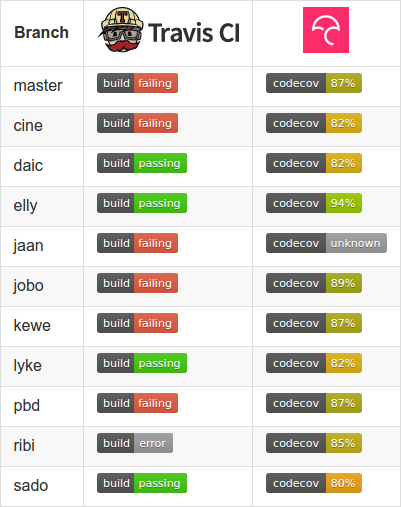 Branch Travis CI
master build failing codecov 87%
cine build failing codecov 82%
daic build passing codecov 82%
elly build passing codecov 94%
jaan build failing codecov unknown
jobo build failing codecov 89%
kewe build failing codecov 87%
lyke build passing codecov 82%
pbd build failing codecov 87%
ribi build error codecov 85%
sado build passing codecov 80%